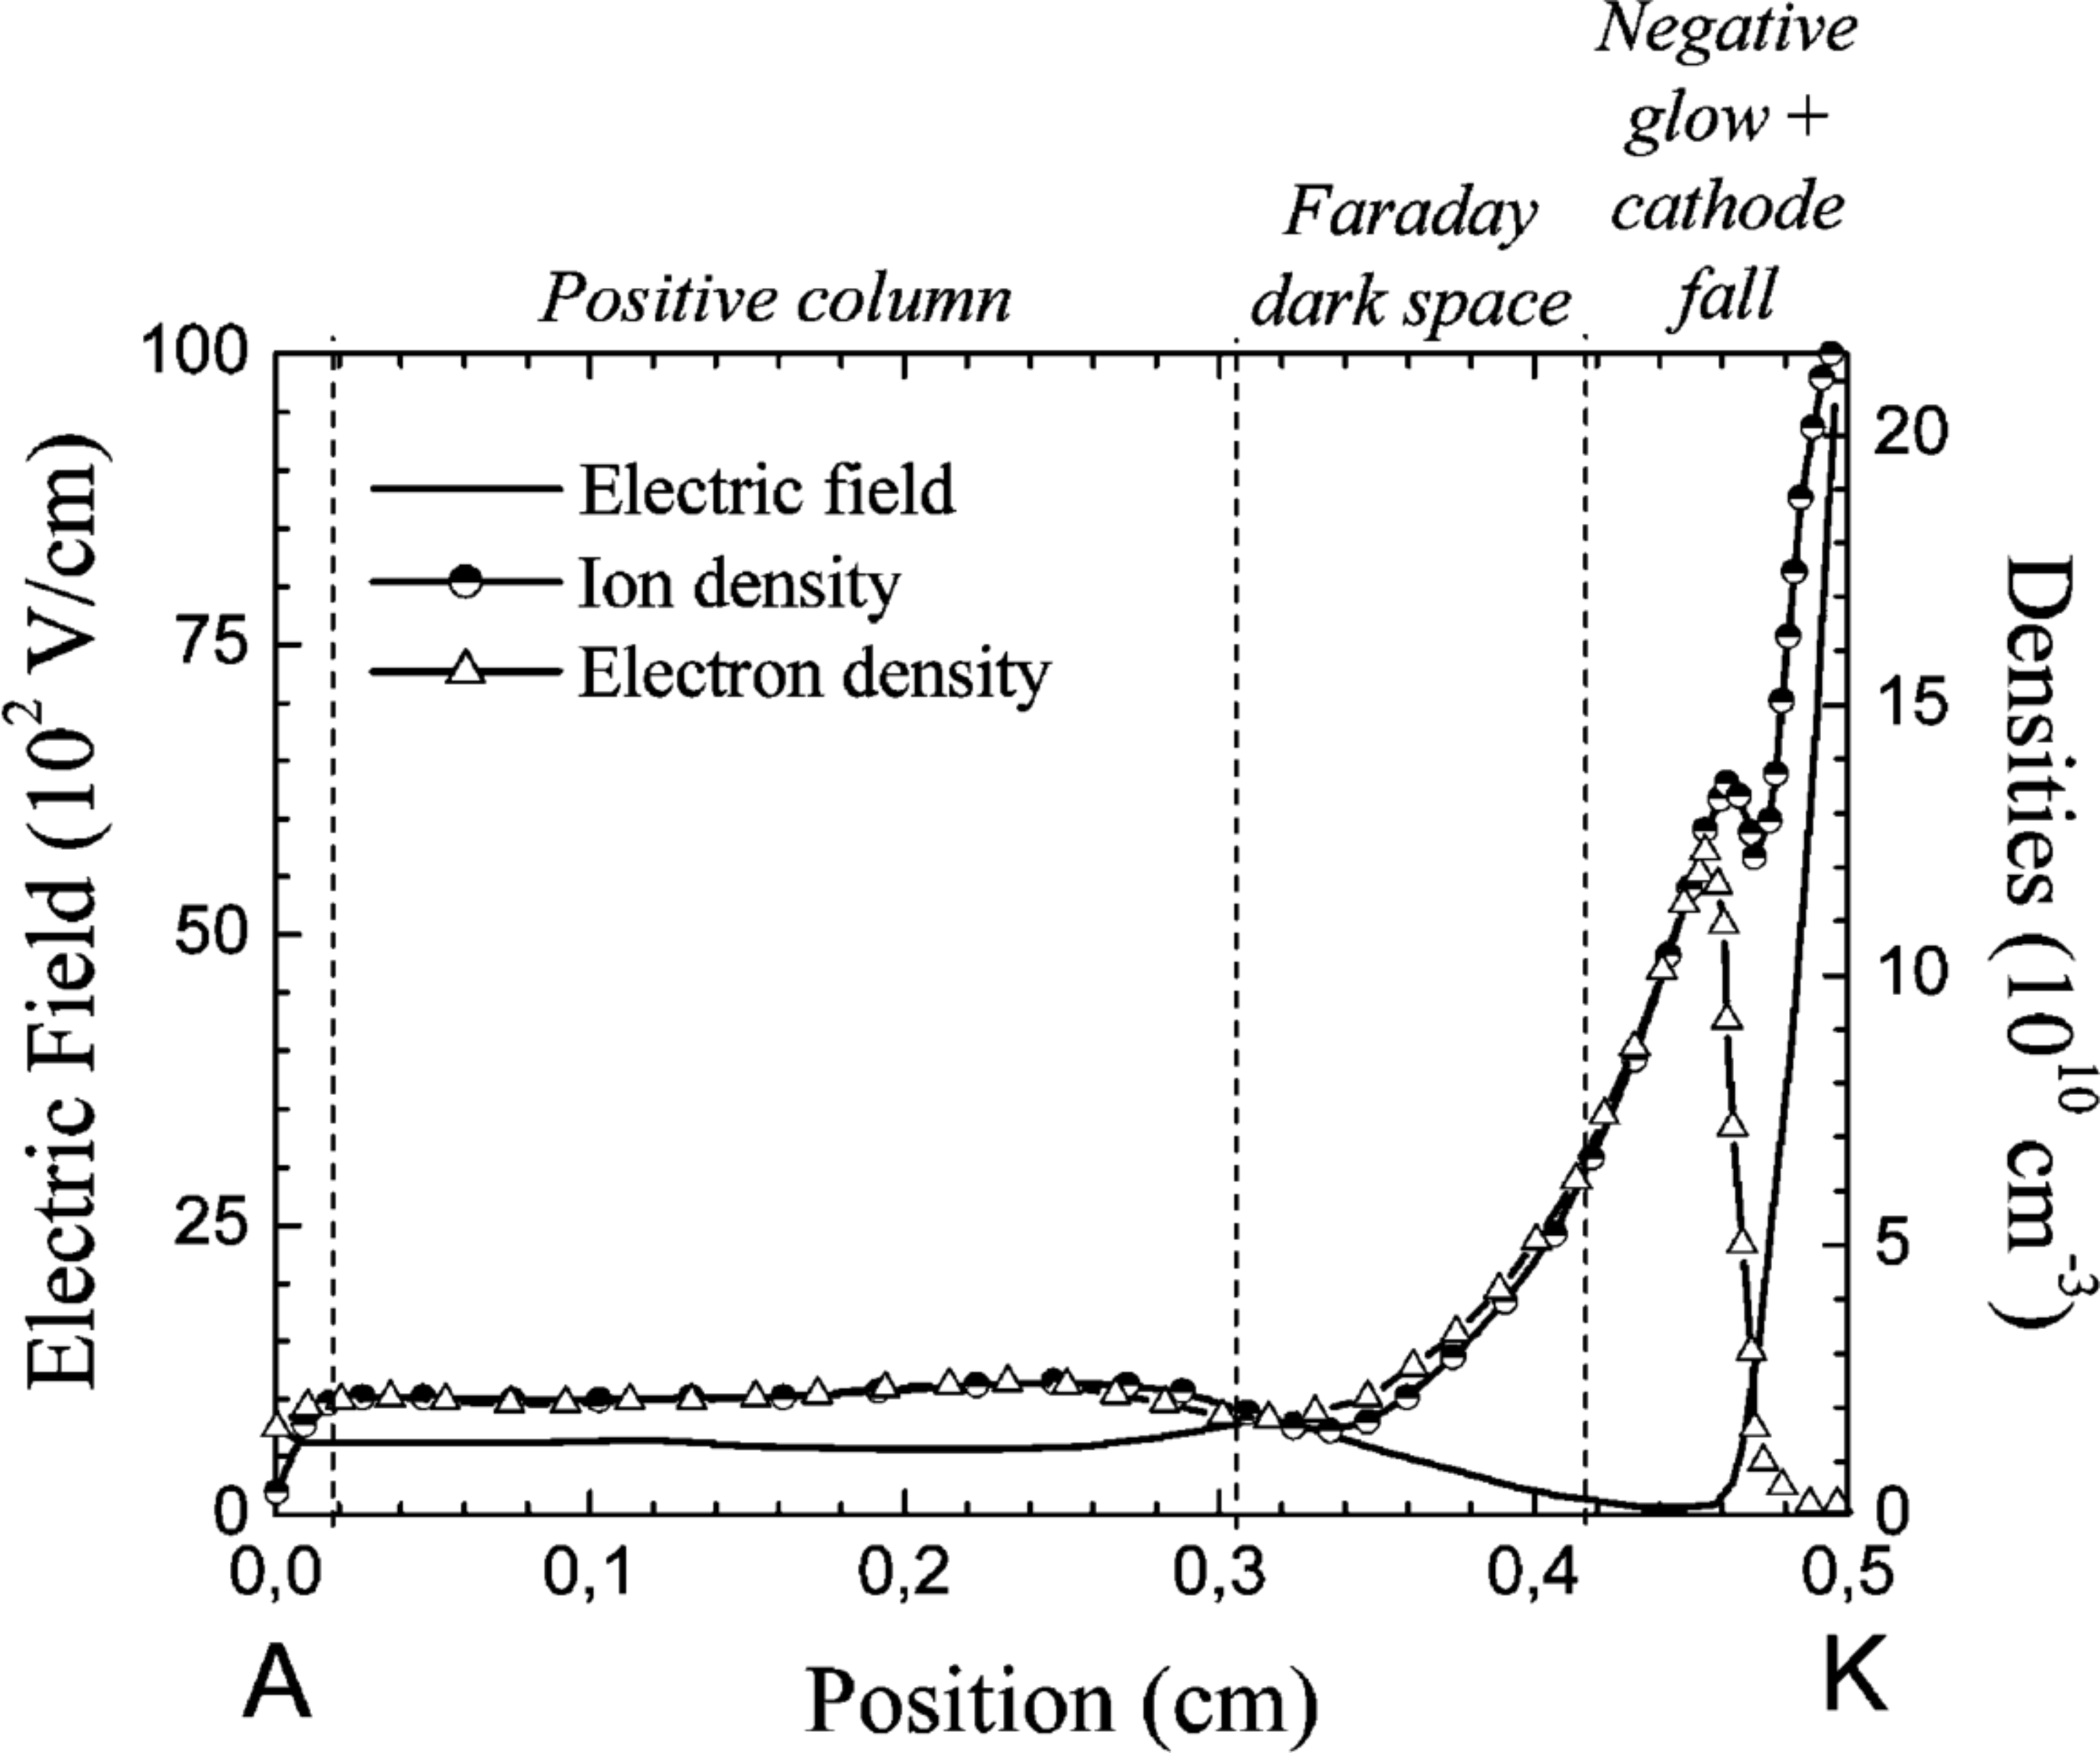 Negative
glow +
cathode
fall
Faraday
dark space
Positive column
100
75
50
25
0
Electric Field (10² V/cm)
Electric field
Ion density
Electron density
20
15
10
5
0
Densities (10¹⁰ cm⁻³)
0,0 0,1 0,2 0,3 0,4 0,5
A Position (cm) K